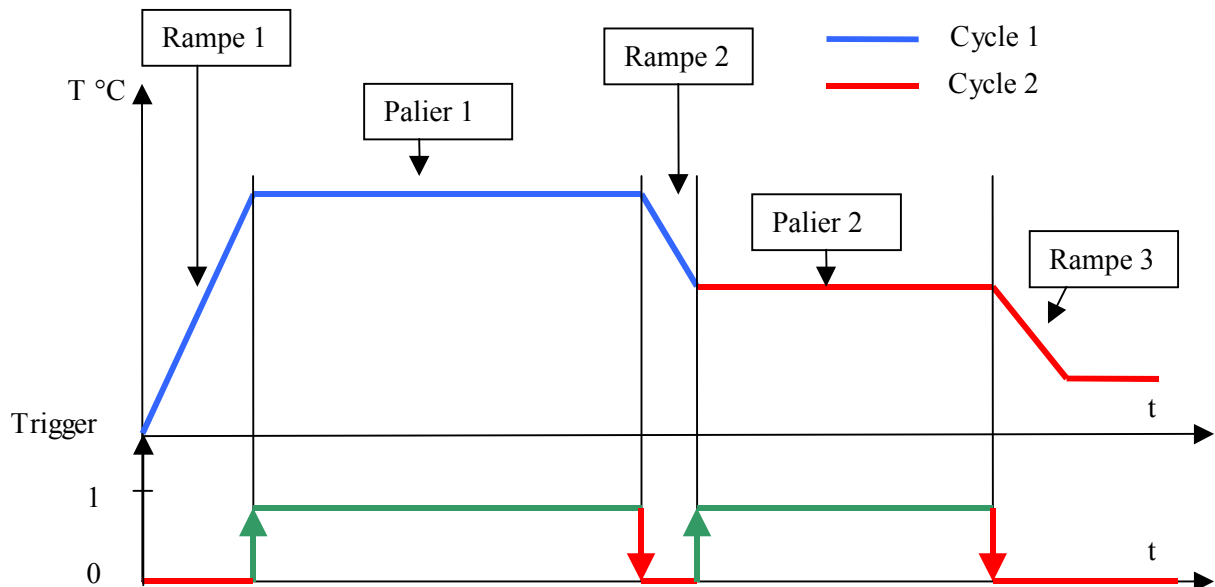 Rampe 1
Cycle 1
Rampe 2
T °C
Cycle 2
Palier 1
Palier 2
Rampe 3
t
Trigger
1
t
0